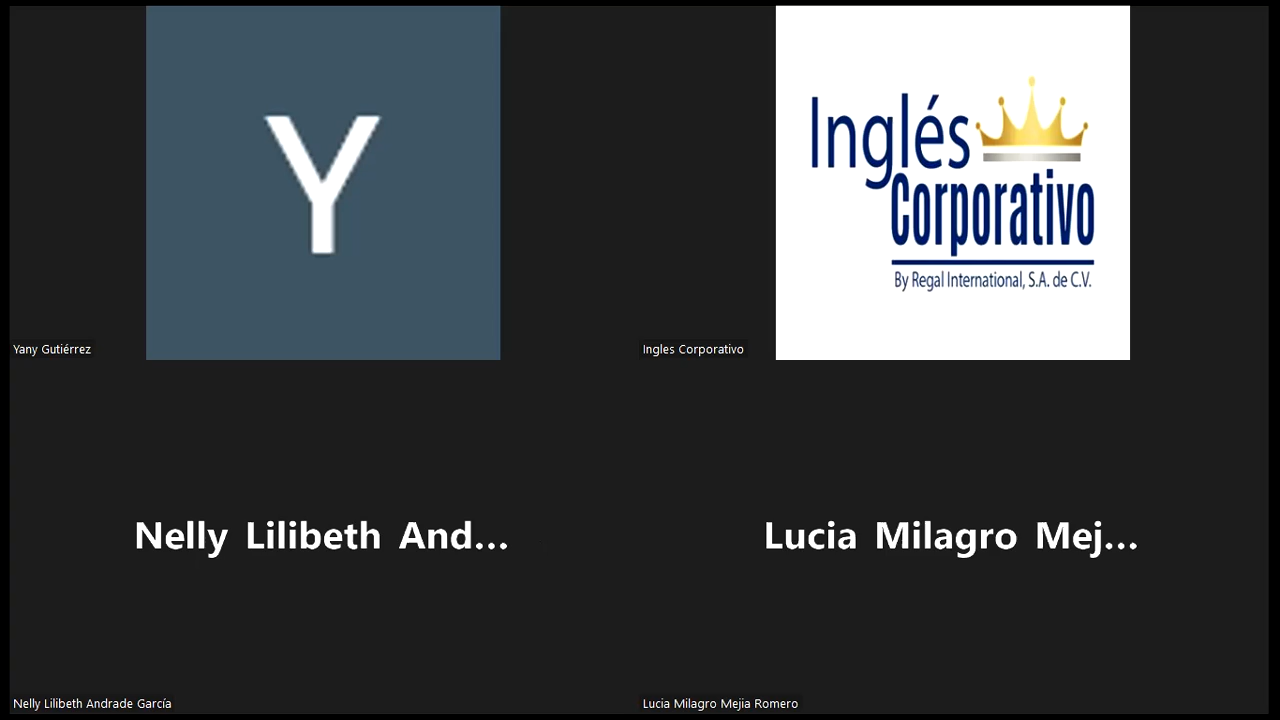 Y
Yany Gutiérrez
Inglés
Corporativo
By Regal International, S.A. de C.V.
Ingles Corporativo
Nelly Lilibeth And...
Nelly Lilibeth Andrade García
Lucia Milagro Mej...
Lucia Milagro Mejia Romero